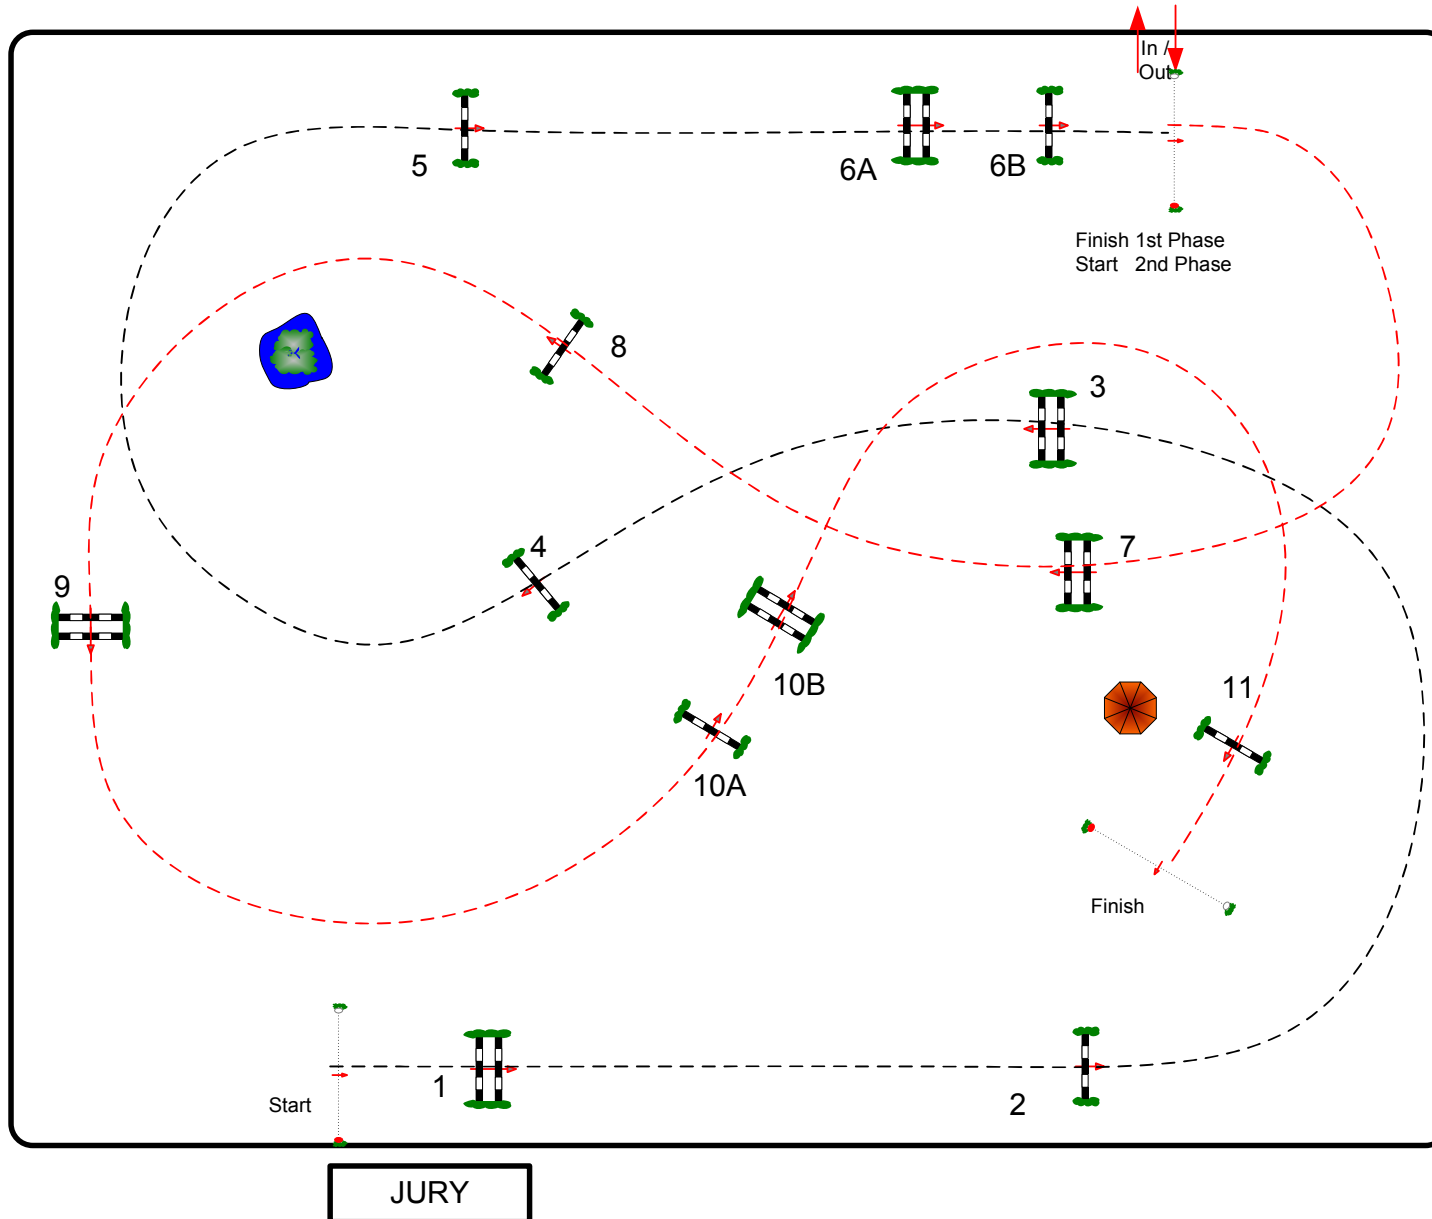 In /
Out
5
6A
6B
Finish 1st Phase
Start 2nd Phase
8
3
4
7
9
10B
11
10A
Finish
1
2
Start
JURY